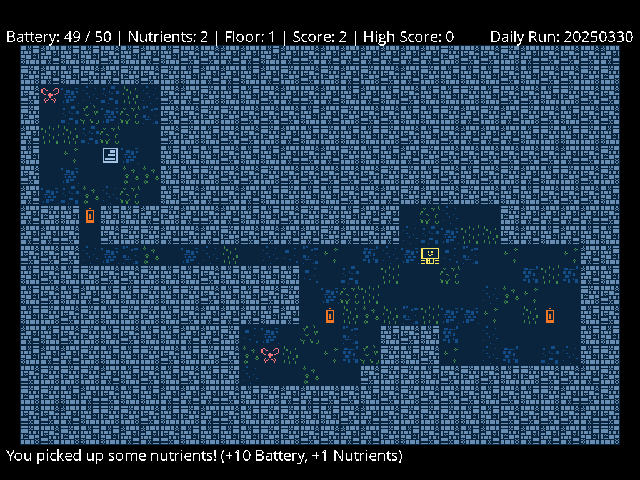 Battery: 49 / 50 | Nutrients: 2 | Floor: 1 | Score: 2 | High Score: 0 Daily Run: 20250330
You picked up some nutrients! (+10 Battery, +1 Nutrients)